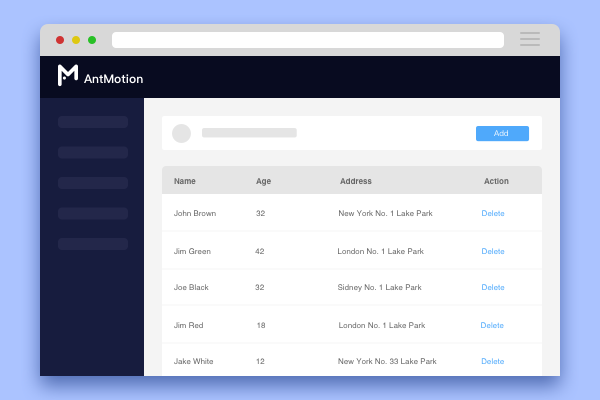 AntMotion
Add
Name Age Address Action
John Brown 32 New York No. 1 Lake Park Delete
Jim Green 42 London No. 1 Lake Park Delete
Joe Black 32 Sidney No. 1 Lake Park Delete
Jim Red 18 London No. 1 Lake Park Delete
Jake White 12 New York No. 33 Lake Park Delete